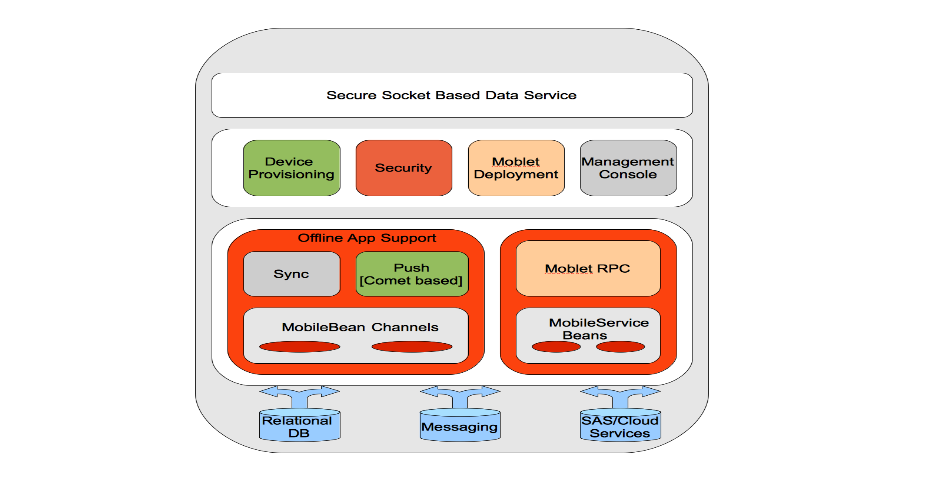 Secure Socket Based Data Service
Device
Provisioning
Security
Moblet
Deployment
Management
Console
Offline App Support
Sync
Push
[Comet based]
MobileBean Channels
Moblet RPC
MobileService
Beans
Relational
DB
Messaging
SAS/Cloud
Services